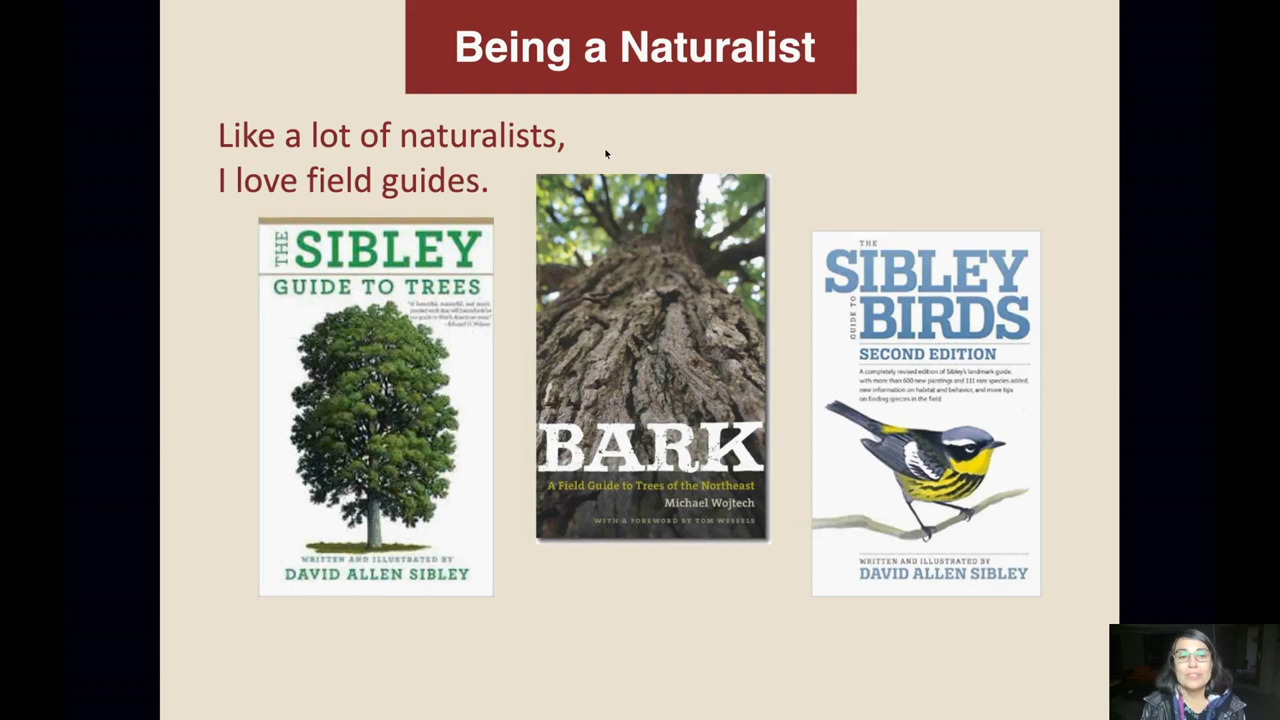 Being a Naturalist
Like a lot of naturalists,
I love field guides.
THE SIBLEY
GUIDE TO TREES
WRITTEN AND ILLUSTRATED BY
DAVID ALLEN SIBLEY
BARK
A Field Guide to Trees of the Northeast
Michael Wojtech
WITH A FOREWORD BY TOM WESSELS
THE
SIBLEY
GUIDE TO BIRDS
SECOND EDITION
A completely revised edition of Sibley's landmark guide,
with more than 600 new paintings and 111 rare species added,
new information on habitat and behavior, and more tips
on finding species in the field
WRITTEN AND ILLUSTRATED BY
DAVID ALLEN SIBLEY